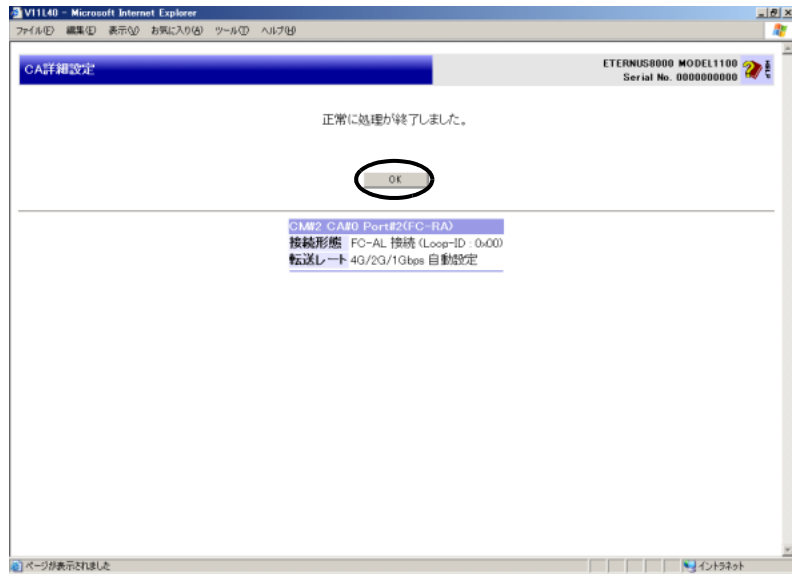 V11L40 - Microsoft Internet Explorer
ファイル(F) 編集(E) 表示(V) お気に入り(A) ツール(T) ヘルプ(H)
CA詳細設定
ETERNUS8000 MODEL1100
Serial No. 0000000000
HELP
正常に処理が終了しました。
OK
CM#2 CA#0 Port#2(FC-RA)
接続形態 FC-AL 接続 (Loop-ID : 0x00)
転送レート 4G/2G/1Gbps 自動設定
ページが表示されました
イントラネット